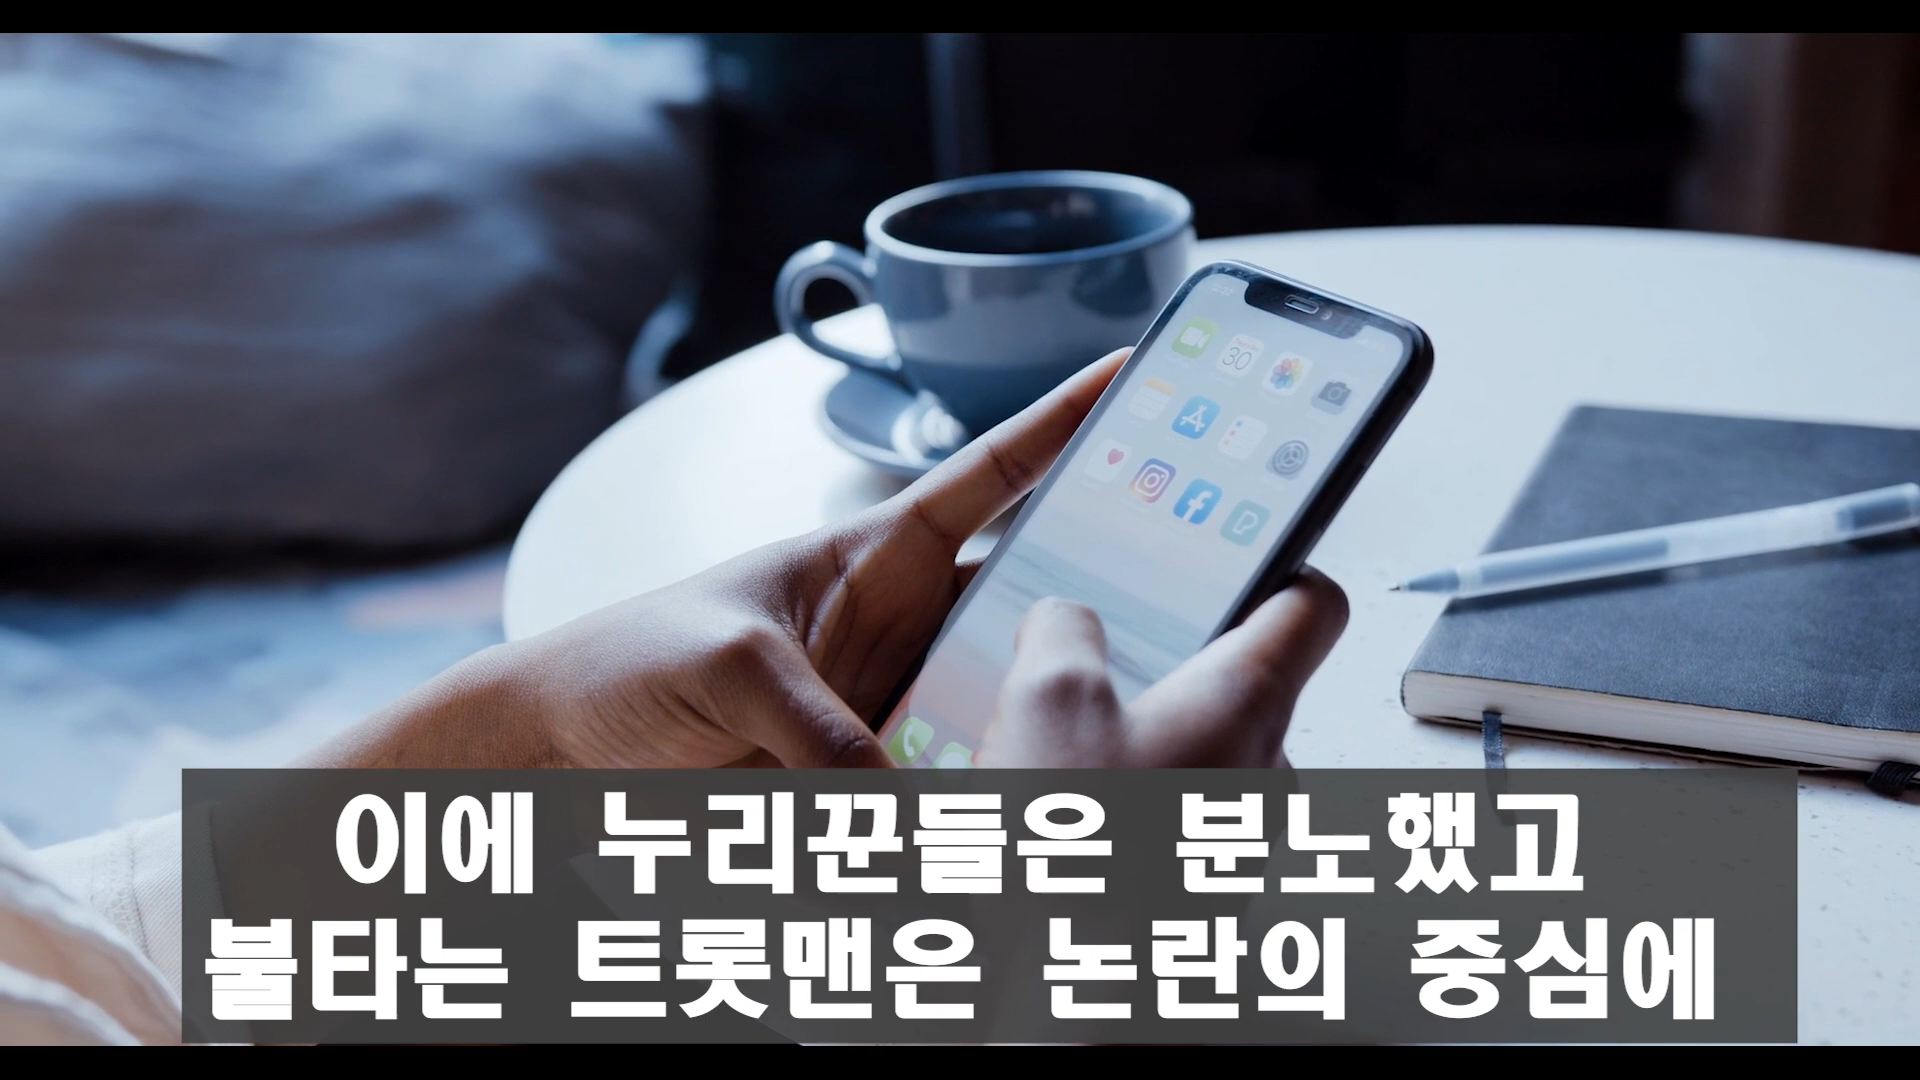 이에 누리꾼들은 분노했고
불타는 트롯맨은 논란의 중심에
30